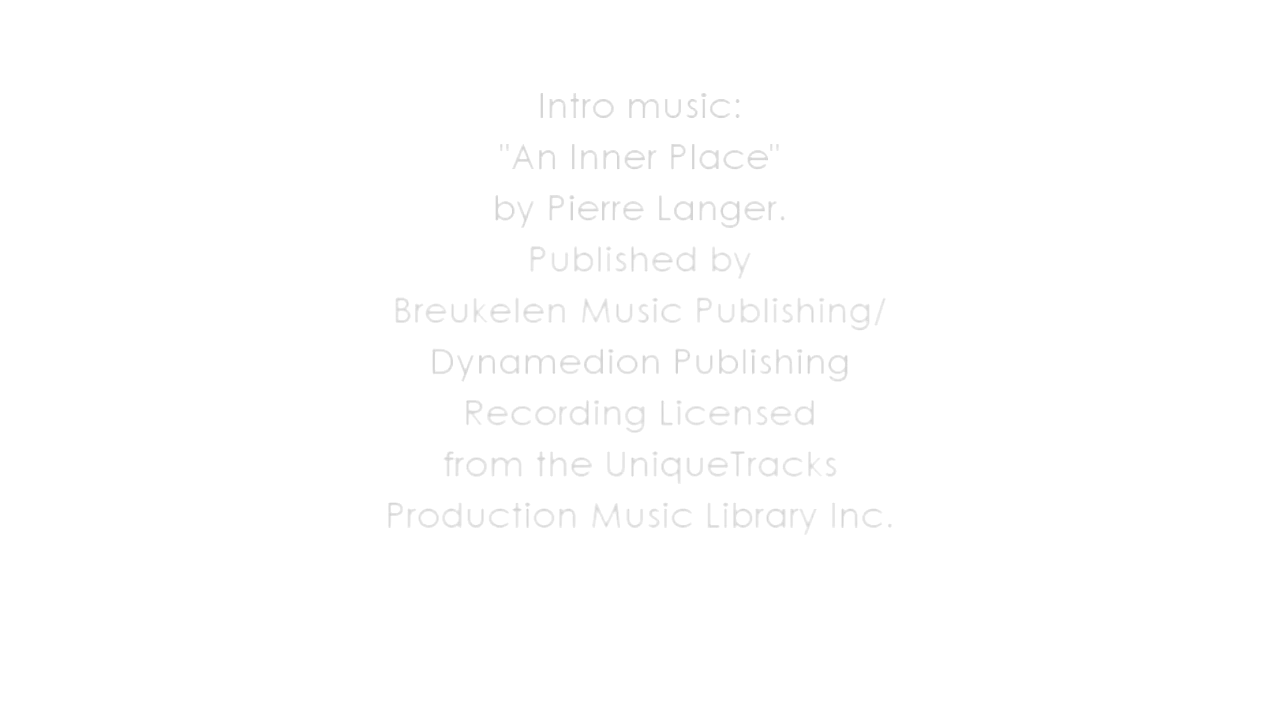 Intro music:
"An Inner Place"
by Pierre Langer.
Published by
Breukelen Music Publishing/
Dynamedion Publishing
Recording Licensed
from the UniqueTracks
Production Music Library Inc.